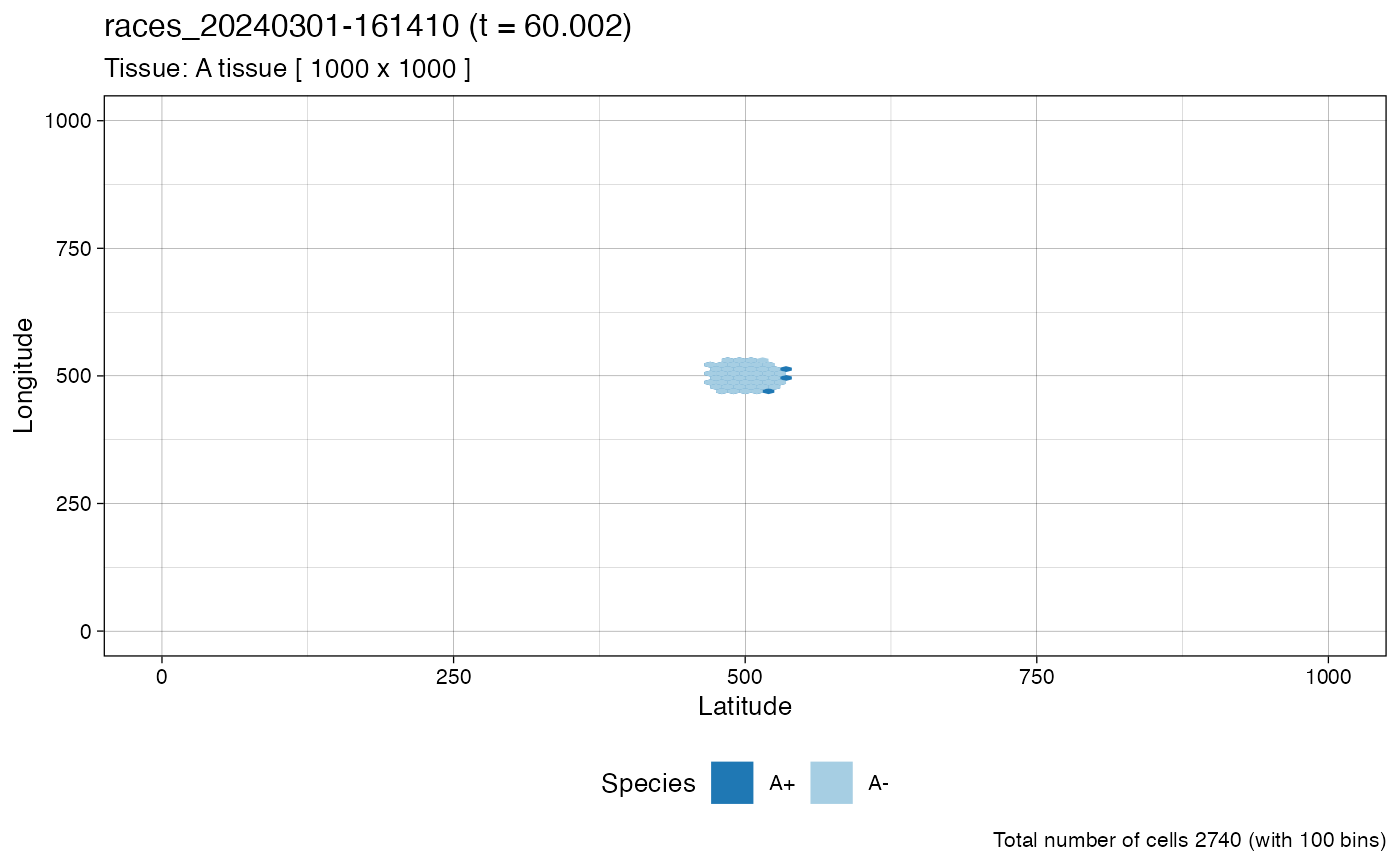 races_20240301-161410 (t = 60.002)
Tissue: A tissue [ 1000 x 1000 ]
1000
750
500
250
0
Longitude
0 250 500 750 1000
Latitude
Species A+ A-
Total number of cells 2740 (with 100 bins)